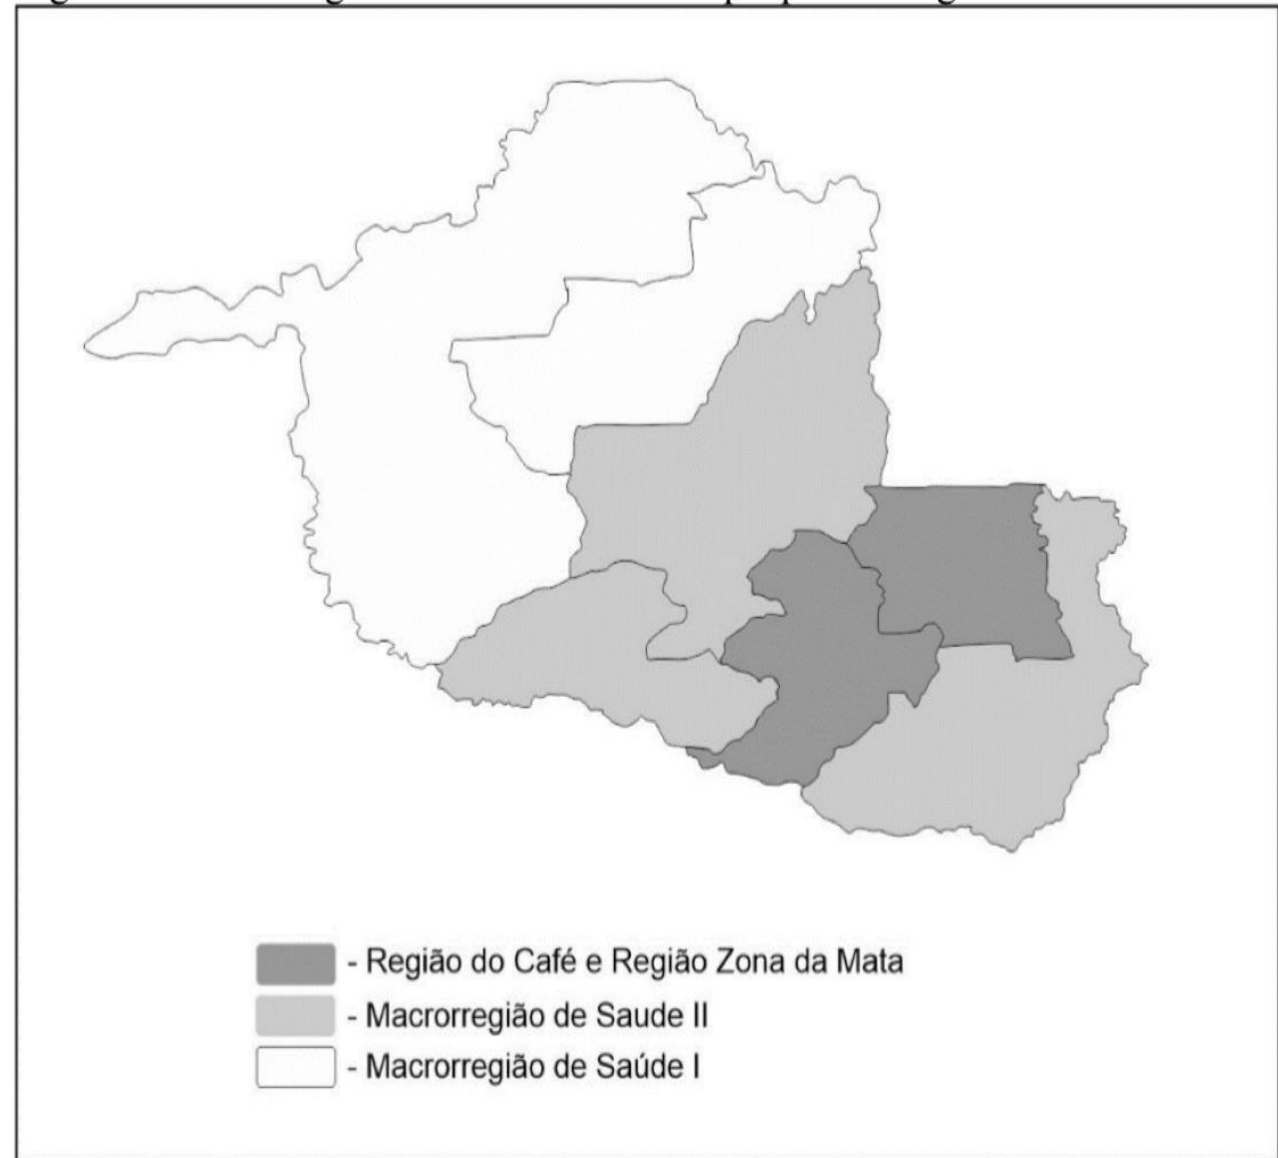 - Região do Café e Região Zona da Mata
- Macrorregião de Saude II
- Macrorregião de Saúde I